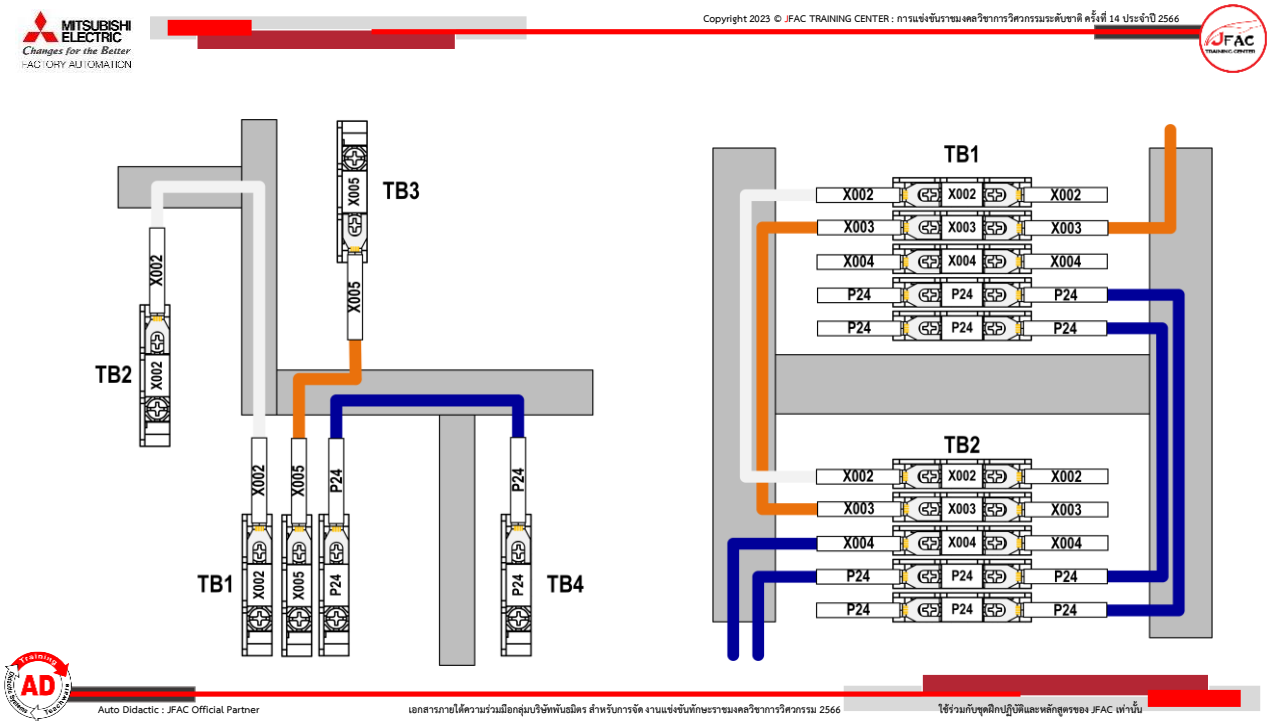 MITSUBISHI
ELECTRIC
Changes for the Better
FACTORY AUTOMATION
Copyright 2023 © JFAC TRAINING CENTER : การแข่งขันราชมงคลวิชาการวิศวกรรมระดับชาติ ครั้งที่ 14 ประจำปี 2566
JFAC
TRAINING CENTER
X005
TB3
X005
X002
TB2
X002
X002
X005
P24
P24
TB1
X002
X005
P24
P24
TB4
TB1
X002 X002 X002
X003 X003 X003
X004 X004 X004
P24 P24 P24
P24 P24 P24
TB2
X002 X002 X002
X003 X003 X003
X004 X004 X004
P24 P24 P24
P24 P24 P24
Training
AD
Auto Didactic : JFAC Official Partner
เอกสารภายใต้ความร่วมมือกลุ่มบริษัทพันธมิตร สำหรับการจัด งานแข่งขันทักษะราชมงคลวิชาการวิศวกรรม 2566
ใช้ร่วมกับชุดฝึกปฏิบัติและหลักสูตรของ JFAC เท่านั้น